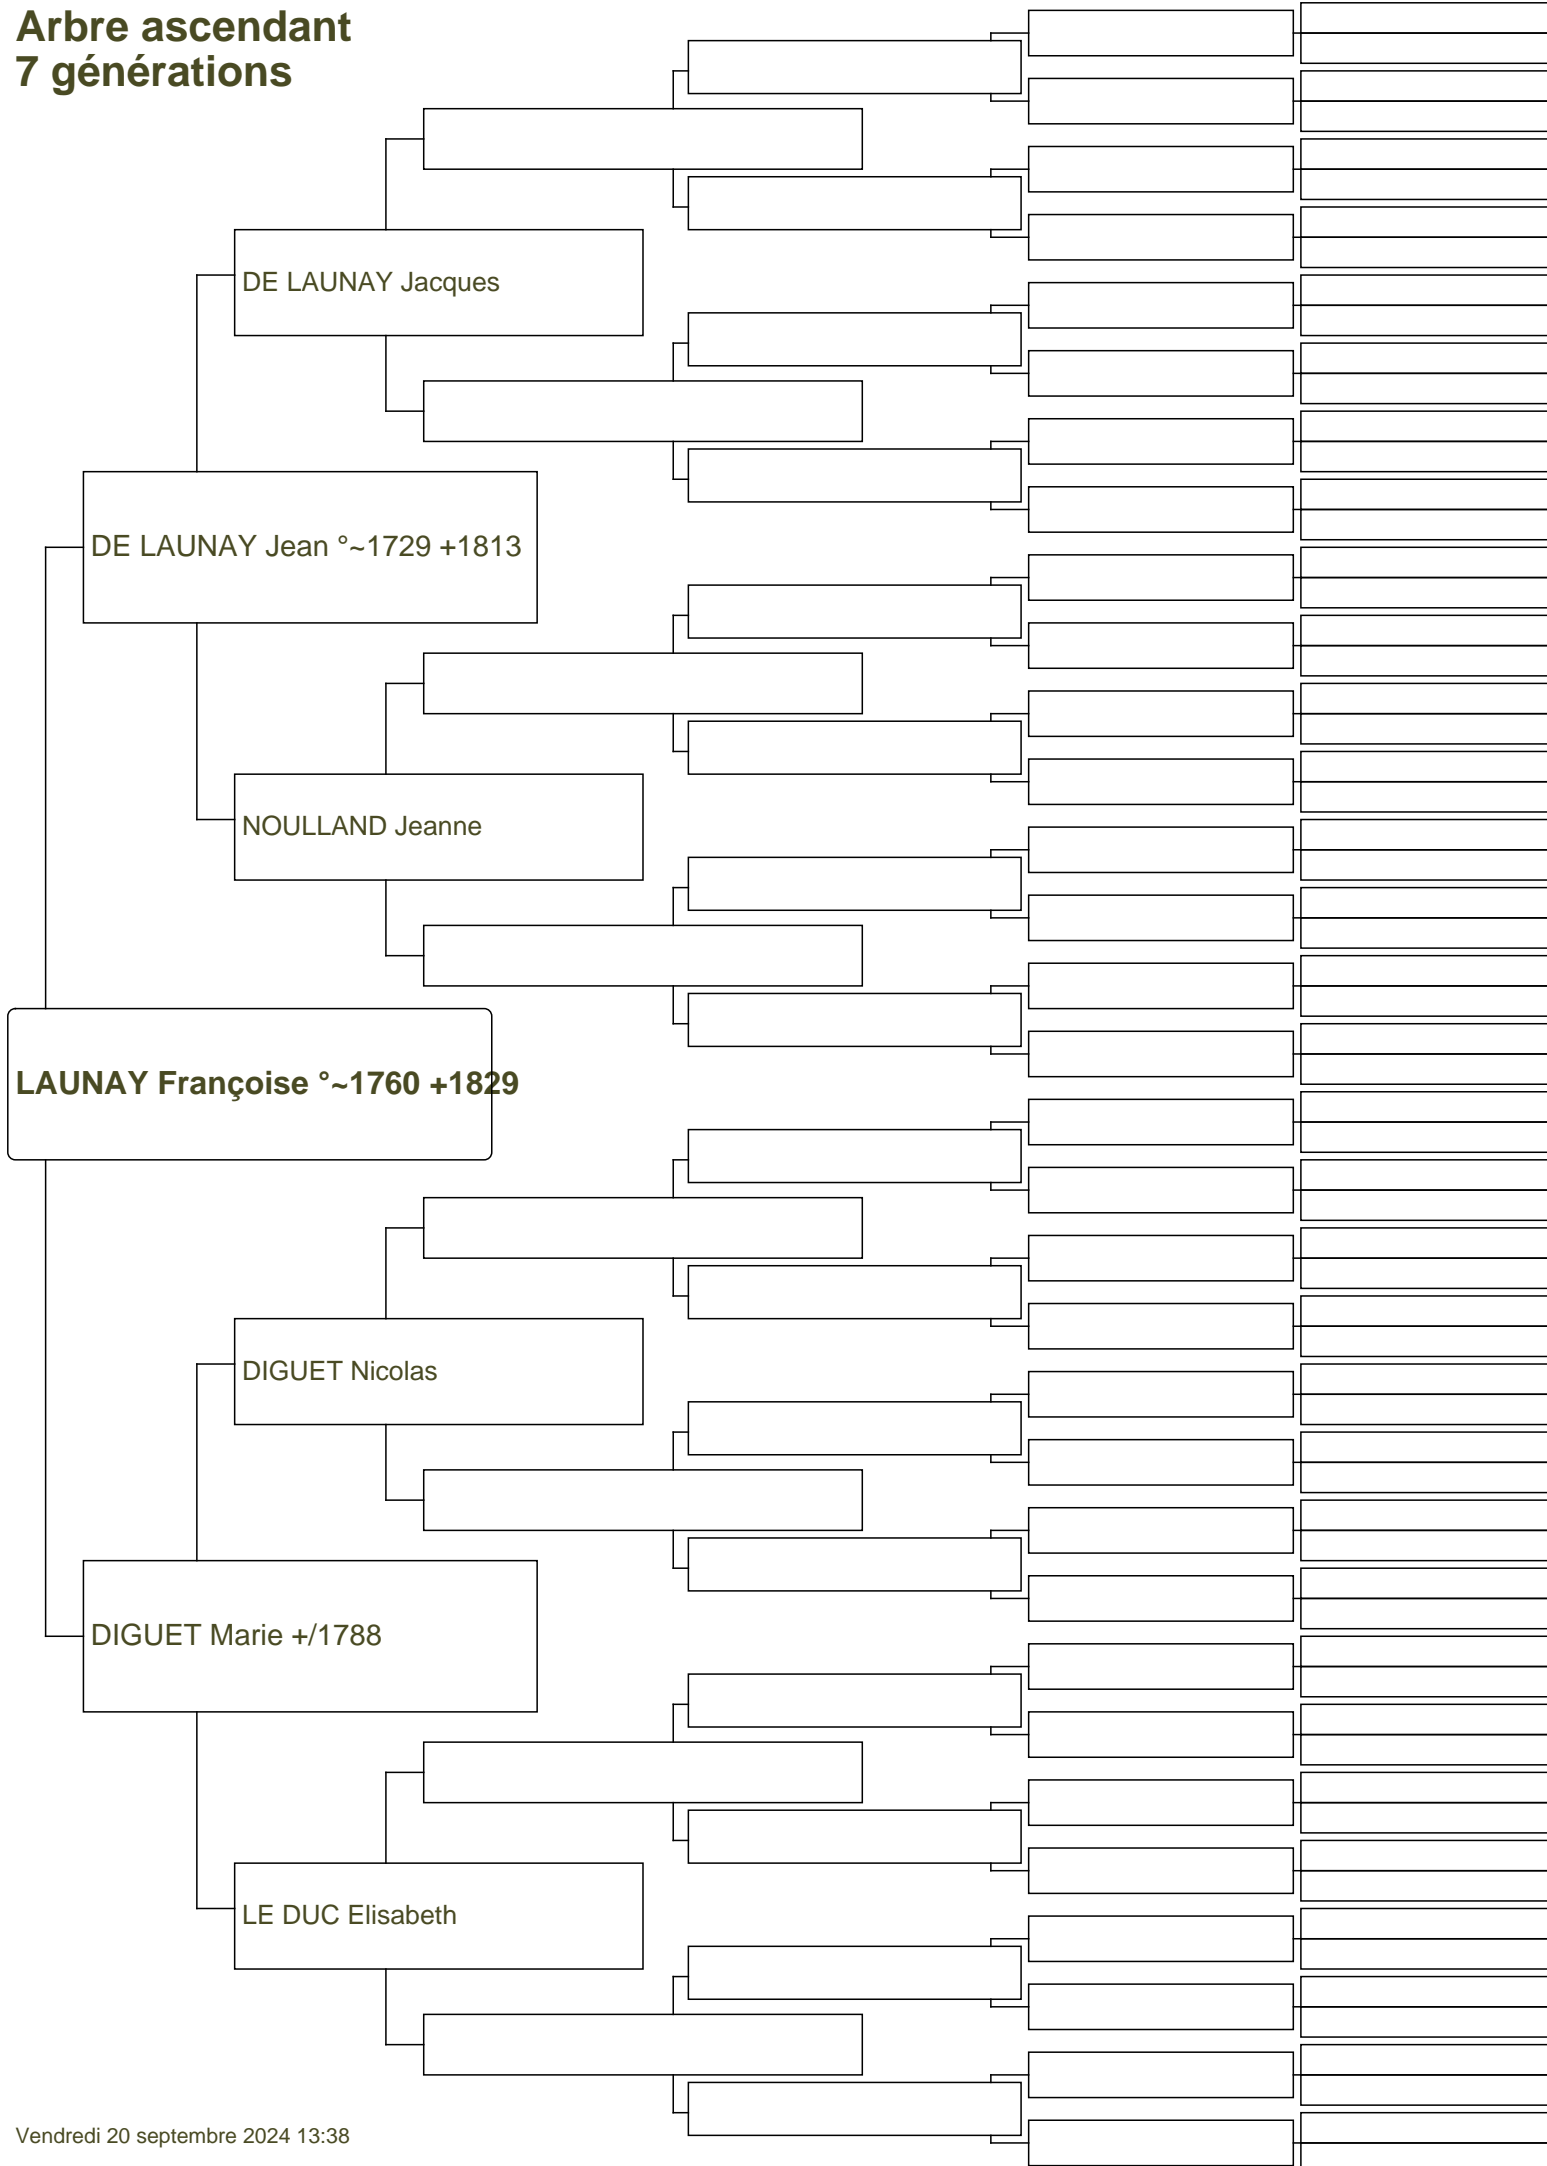 Arbre ascendant
7 générations
DE LAUNAY Jacques
DE LAUNAY Jean °~1729 +1813
NOULLAND Jeanne
LAUNAY Françoise °~1760 +1829
DIGUET Nicolas
DIGUET Marie +/1788
LE DUC Elisabeth
Vendredi 20 septembre 2024 13:38